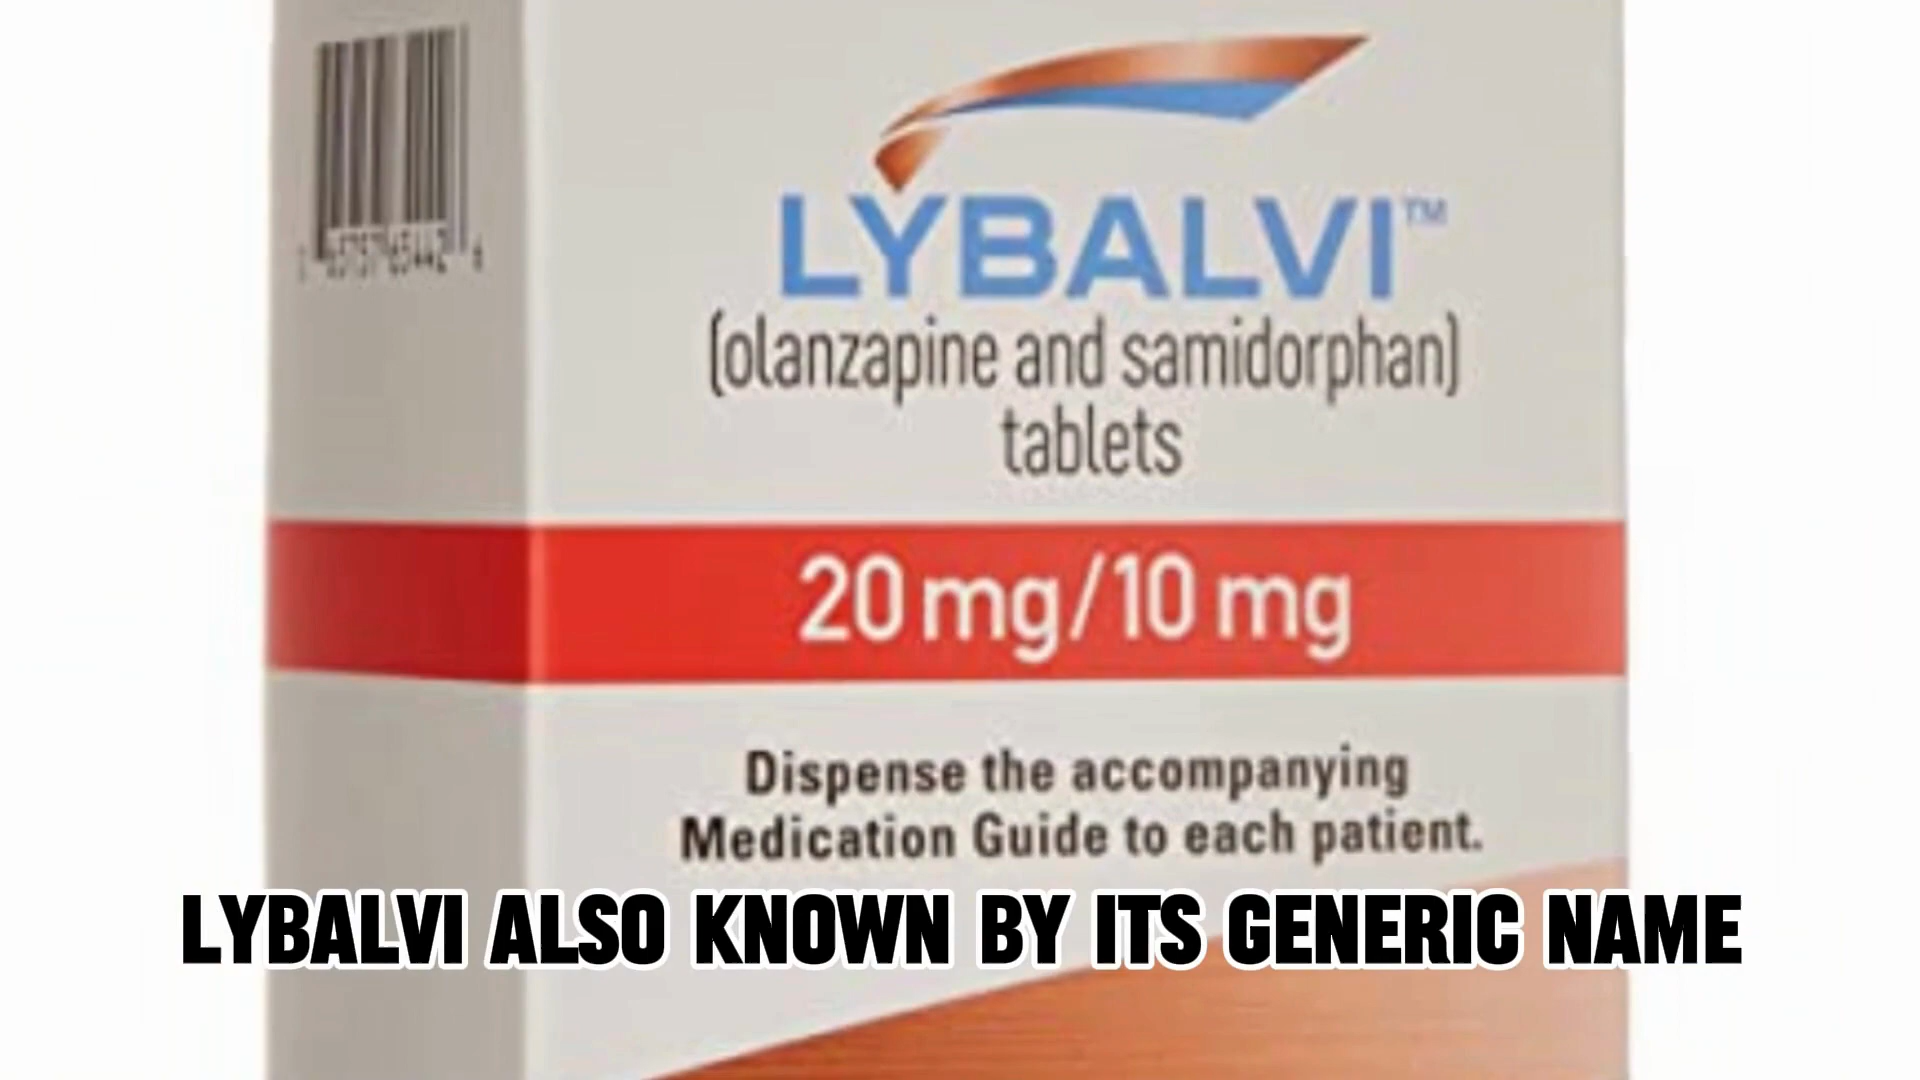 LYBALVI™
(olanzapine and samidorphan)
tablets
20 mg/10 mg
Dispense the accompanying
Medication Guide to each patient.
LYBALVI ALSO KNOWN BY ITS GENERIC NAME